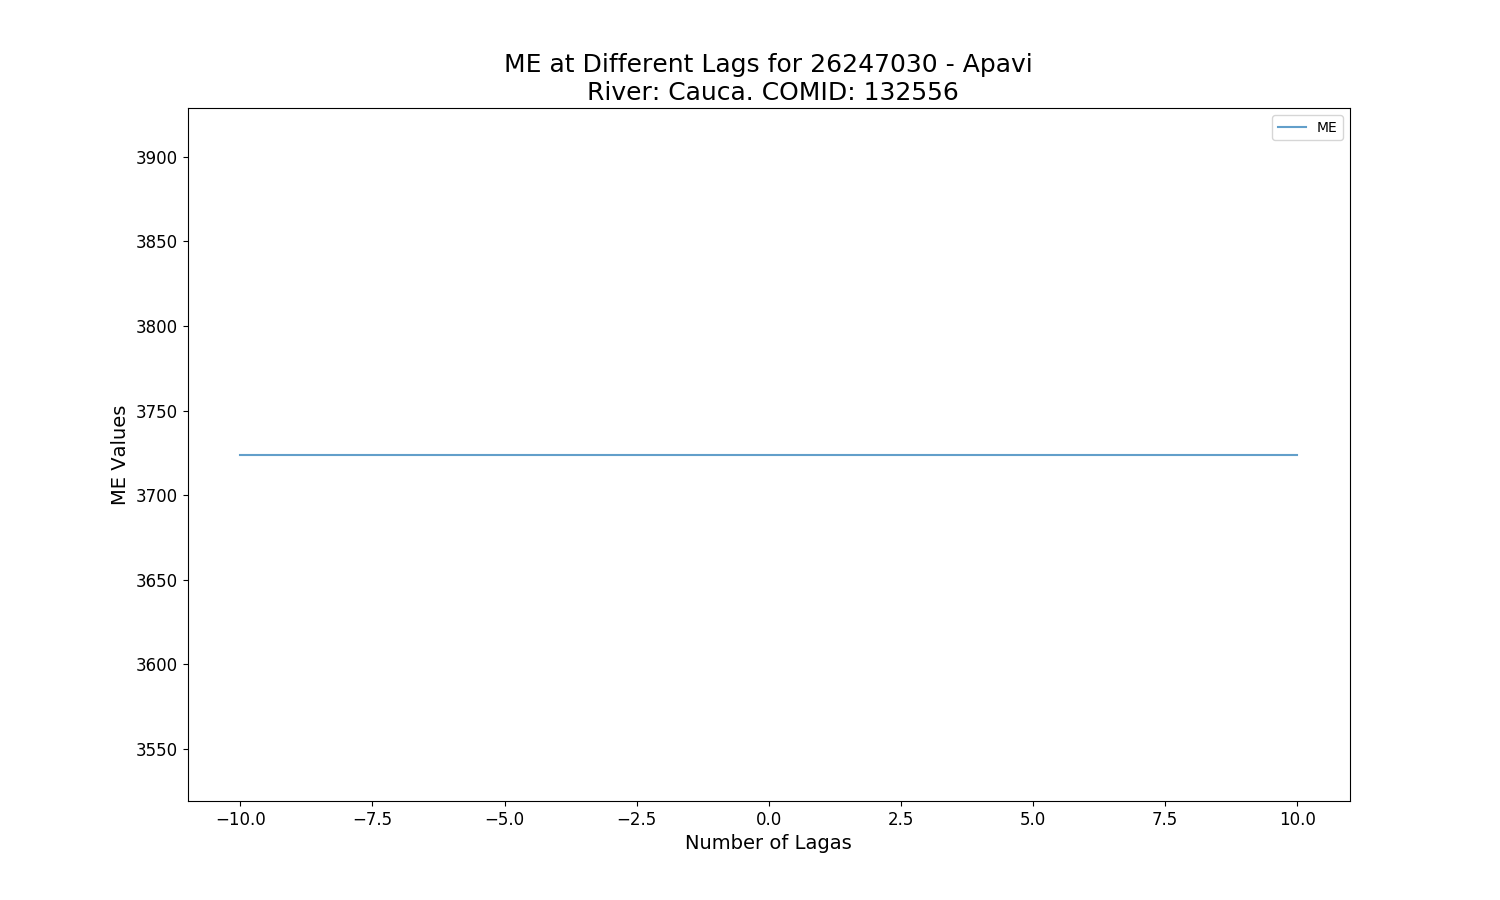 ME at Different Lags for 26247030 - Apavi
River: Cauca. COMID: 132556
ME
3900
3850
3800
3750
3700
3650
3600
3550
ME Values
−10.0 −7.5 −5.0 −2.5 0.0 2.5 5.0 7.5 10.0
Number of Lagas